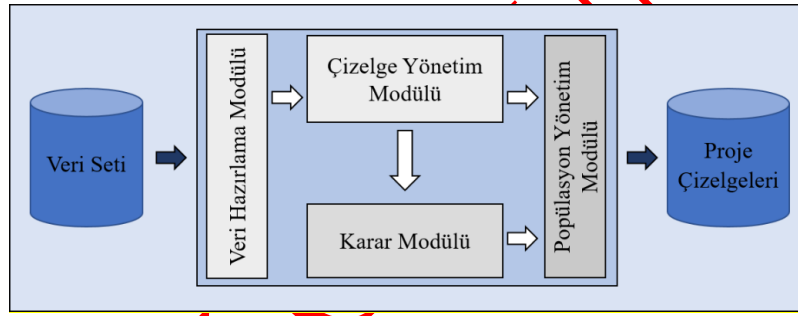 Veri Seti
Veri Hazırlama Modülü
Çizelge Yönetim
Modülü
Karar Modülü
Popülasyon Yönetim
Modülü
Proje
Çizelgeleri